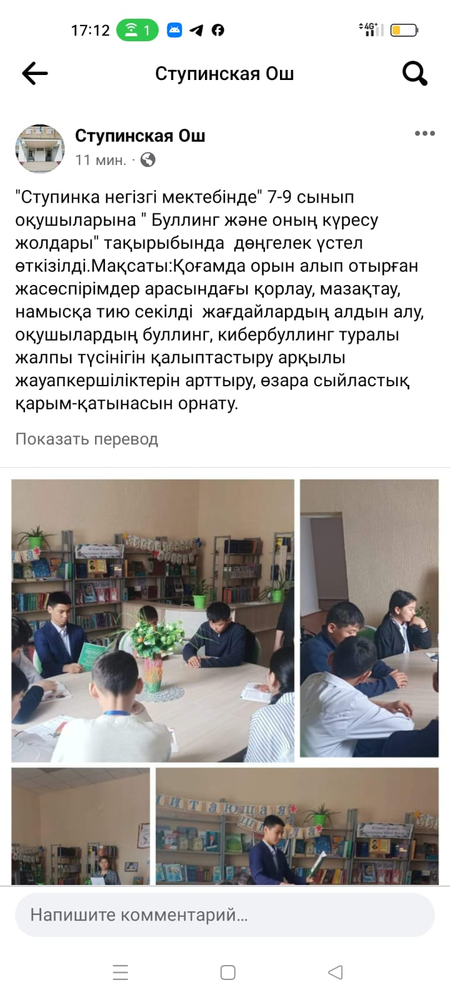 17:12
1
4G+
Ступинская Ош
Ступинская Ош
11 мин. ·
"Ступинка негізгі мектебінде" 7-9 сынып
оқушыларына " Буллинг және оның күресу
жолдары" тақырыбында  дөңгелек үстел
өткізілді.Мақсаты:Қоғамда орын алып отырған
жасөспірімдер арасындағы қорлау, мазақтау,
намысқа тию секілді  жағдайлардың алдын алу,
оқушылардың буллинг, кибербуллинг туралы
жалпы түсінігін қалыптастыру арқылы
жауапкершіліктерін арттыру, өзара сыйластық
қарым-қатынасын орнату.
Показать перевод
итающая
Напишите комментарий...